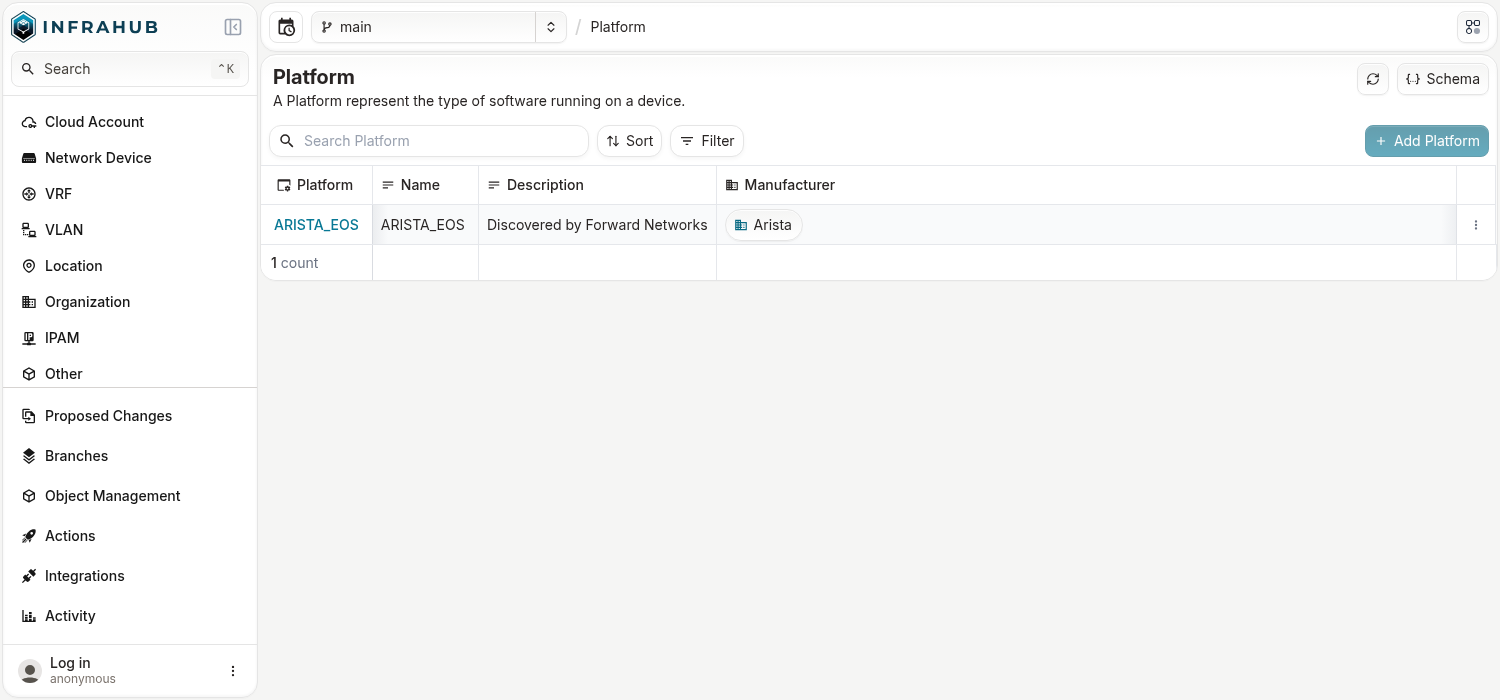 INFRAHUB
Search
^K
Cloud Account
Network Device
VRF
VLAN
Location
Organization
IPAM
Other
Proposed Changes
Branches
Object Management
Actions
Integrations
Activity
Log in
anonymous
main / Platform
Platform
A Platform represent the type of software running on a device.
Schema
Search Platform
Sort
Filter
+ Add Platform
Platform Name Description Manufacturer
ARISTA_EOS ARISTA_EOS Discovered by Forward Networks Arista
1 count